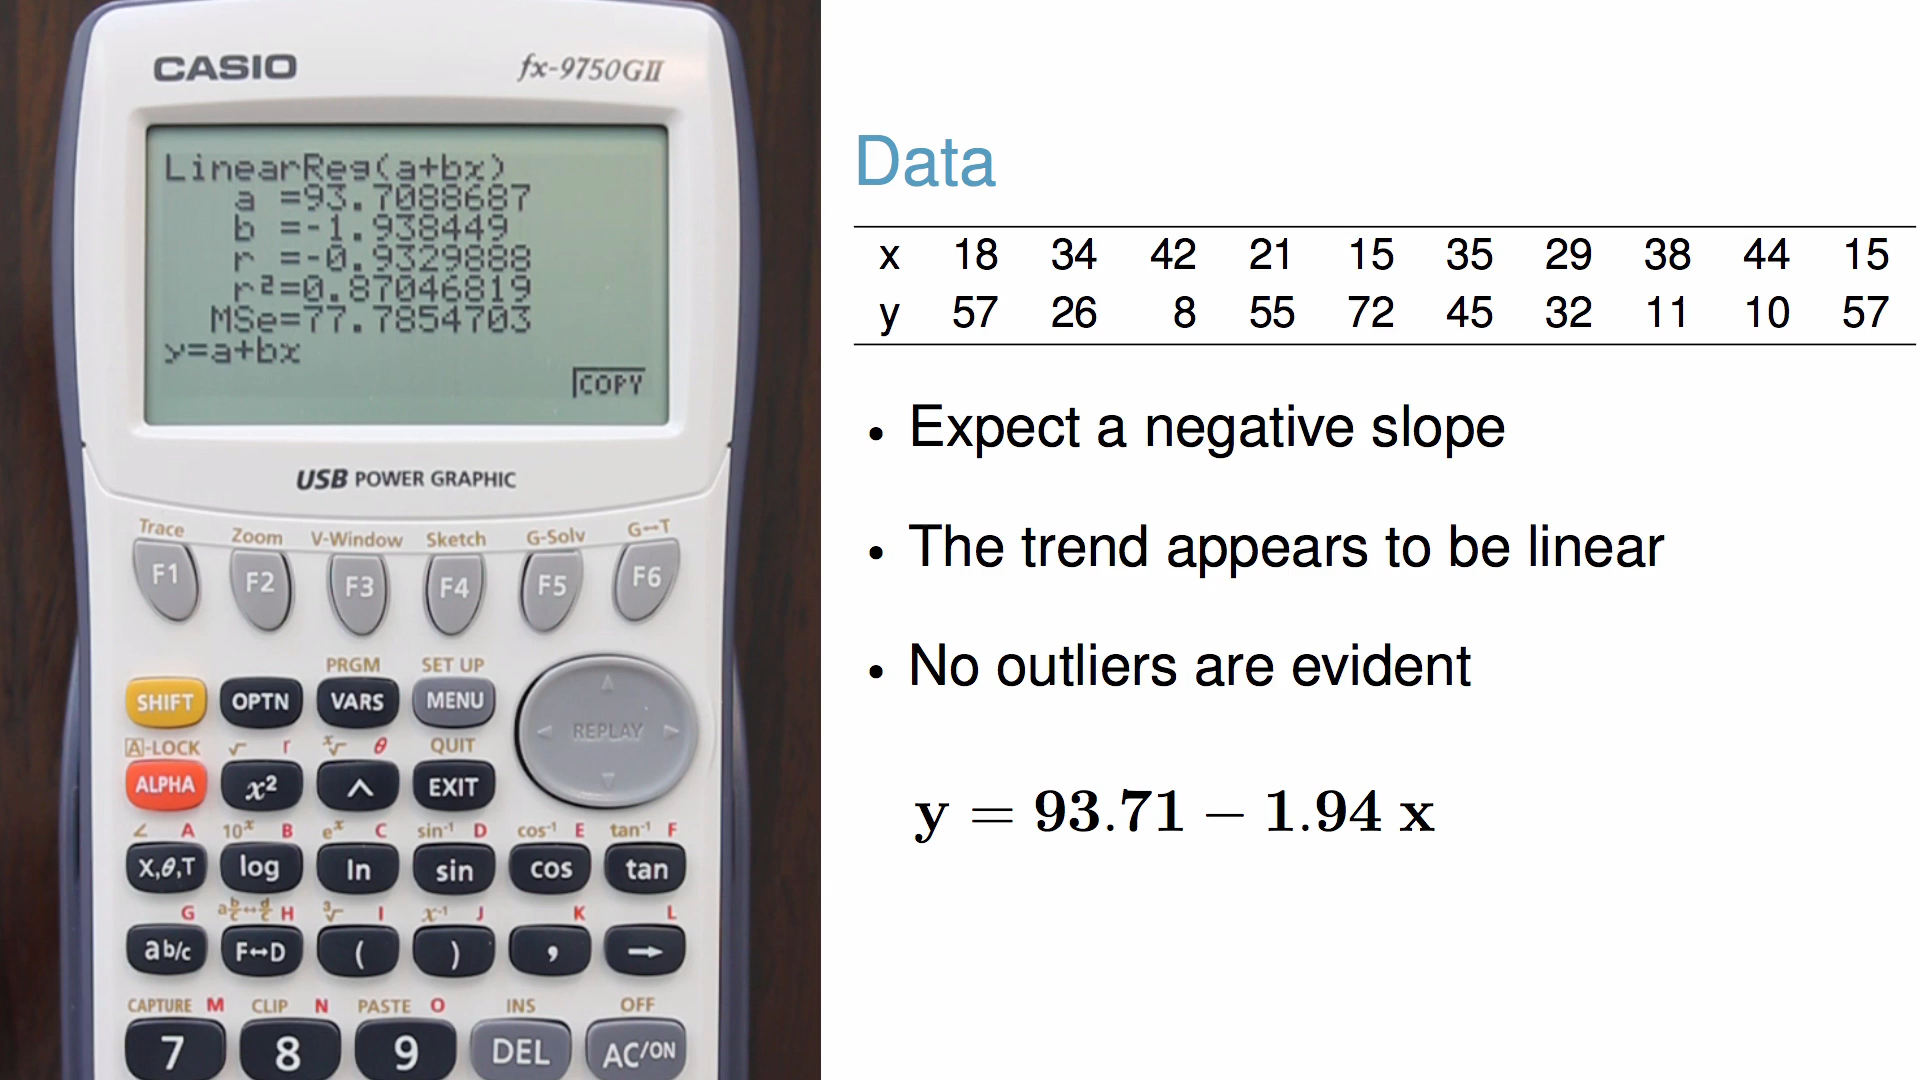 CASIO fx-9750GII
LinearReg(a+bx)
a =93.7088687
b =-1.938449
r =-0.9329888
r²=0.87046819
MSe=77.7854703
y=a+bx
COPY
USB POWER GRAPHIC
Trace Zoom V-Window Sketch G-Solv G↔T
F1 F2 F3 F4 F5 F6
PRGM SET UP
SHIFT OPTN VARS MENU REPLAY
A-LOCK √ r ˣ√ θ QUIT
ALPHA x² ^ EXIT
∠ A 10ˣ B eˣ C sin⁻¹ D cos⁻¹ E tan⁻¹ F
X,θ,T log ln sin cos tan
G a b/c↔d/c H ³√ I x⁻¹ J K L
a b/c F↔D ( ) , →
CAPTURE M CLIP N PASTE O INS OFF
7 8 9 DEL AC/ON
Data
x 18 34 42 21 15 35 29 38 44 15
y 57 26 8 55 72 45 32 11 10 57
• Expect a negative slope
• The trend appears to be linear
• No outliers are evident
y = 93.71 − 1.94 x